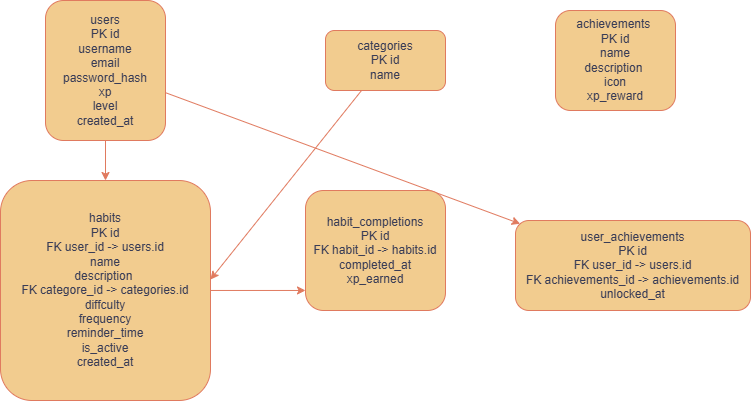 users
PK id
username
email
password_hash
xp
level
created_at
categories
PK id
name
achievements
PK id
name
description
icon
xp_reward
habits
PK id
FK user_id -> users.id
name
description
FK categore_id -> categories.id
diffculty
frequency
reminder_time
is_active
created_at
habit_completions
PK id
FK habit_id -> habits.id
completed_at
xp_earned
user_achievements
PK id
FK user_id -> users.id
FK achievements_id -> achievements.id
unlocked_at